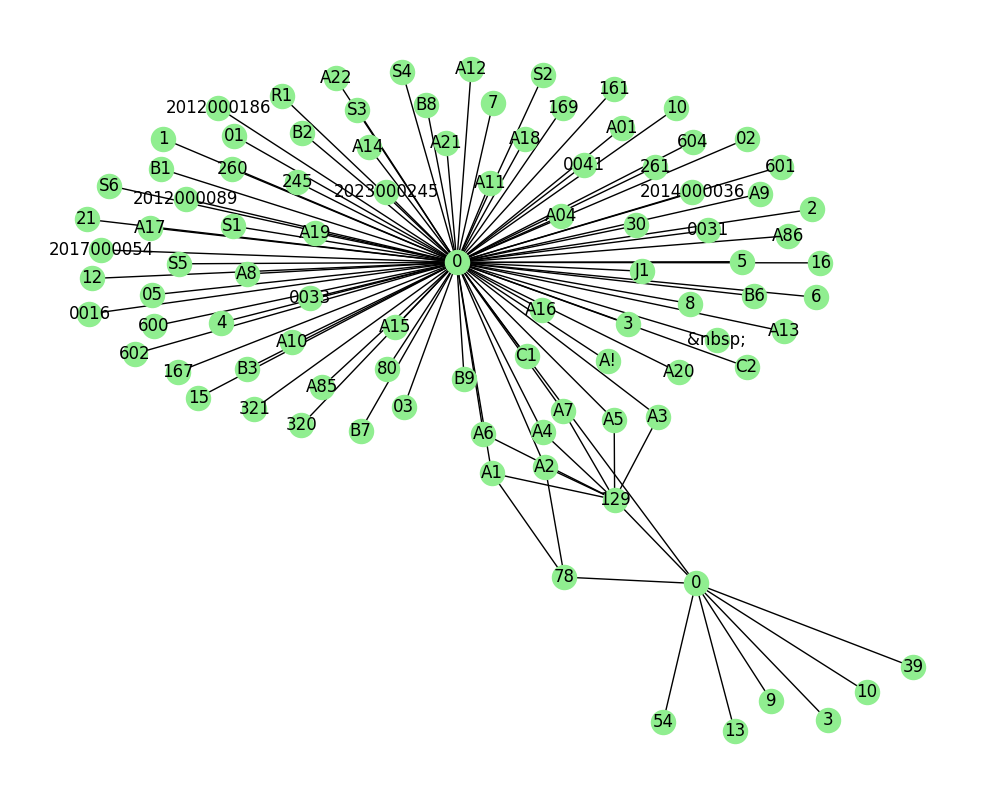 A12
S4
S2
A22
161
R1
7
B8
2012000186
169
10
S3
A01
B2
01
1
A18
02
604
A21
A14
0041
261
601
B1
260
245
A11
S6
2023000245
2014000036
A9
2012000089
2
A04
21
30
S1
A17
0031
A19
A86
2017000054
0
5
16
S5
J1
A8
12
05
B6
6
0033
8
A16
0016
4
3
600
A15
A13
&nbsp;
A10
602
C1
A!
C2
B3
80
167
A20
B9
A85
15
03
321
A7
A3
A5
320
B7
A4
A6
A2
A1
129
78
0
39
10
9
3
54
13